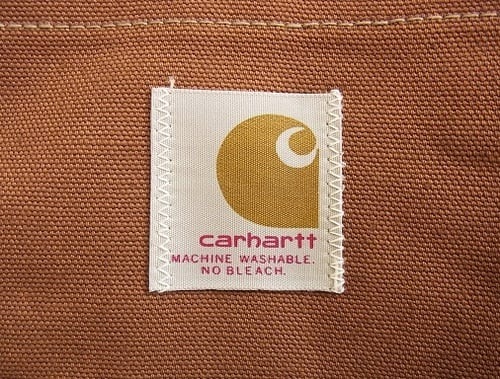 carhartt
MACHINE WASHABLE.
NO BLEACH.